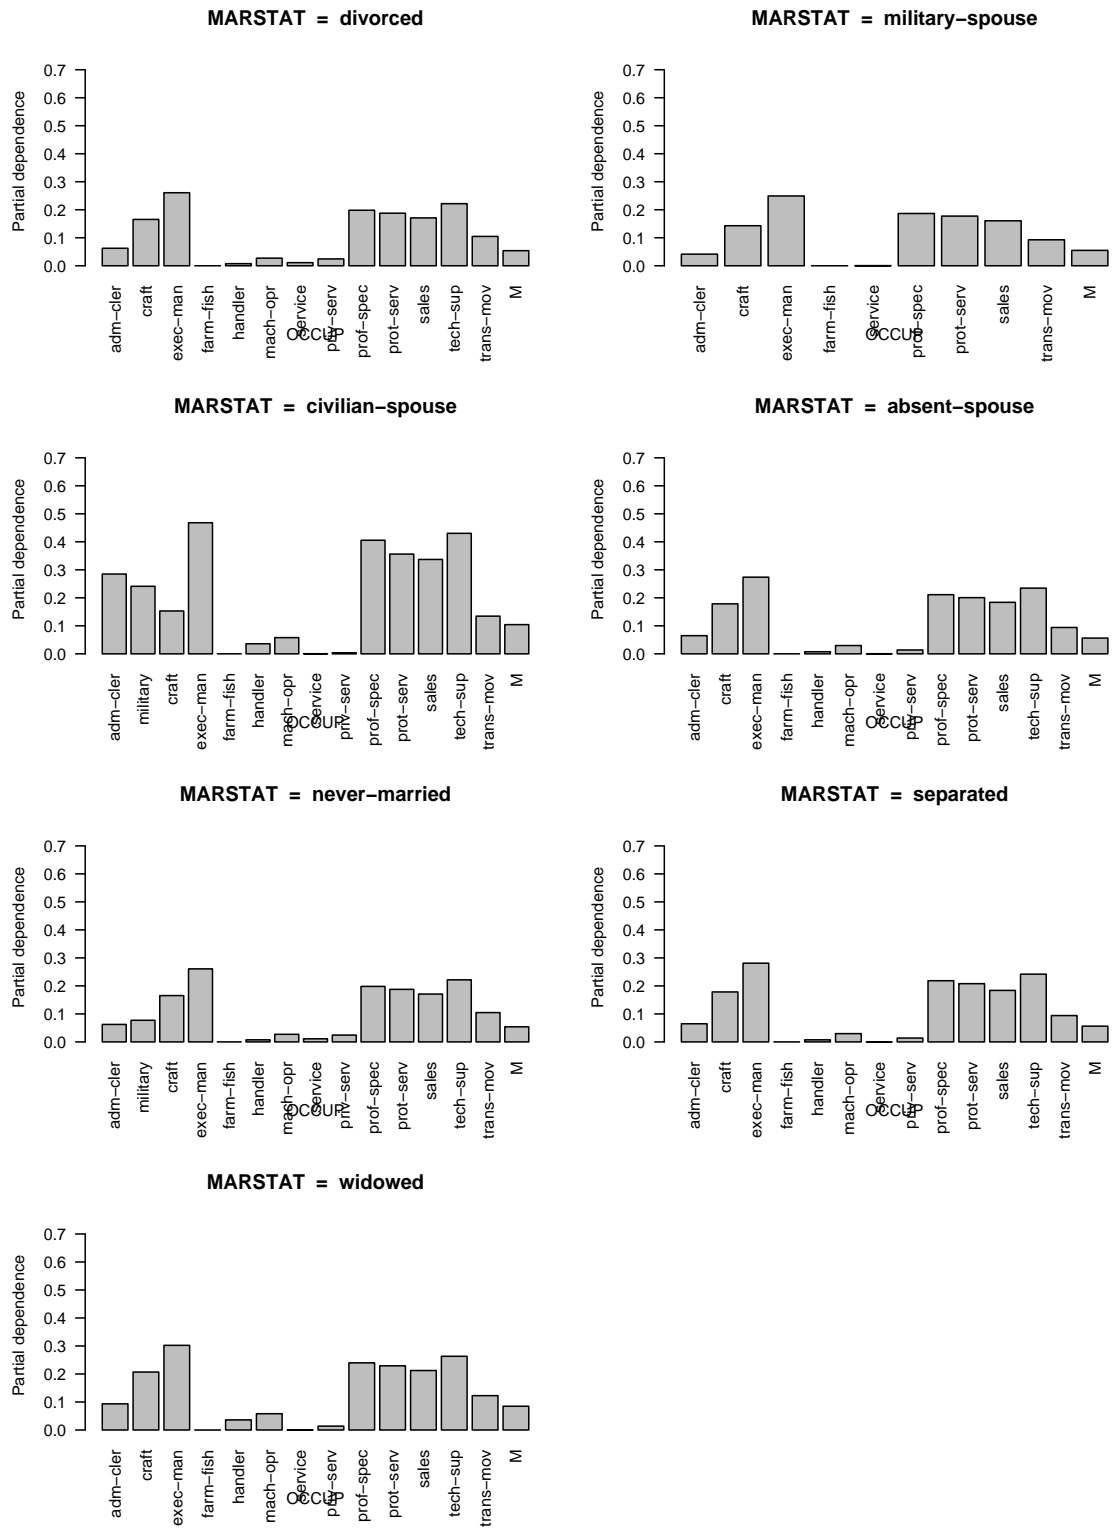 MARSTAT = divorced
Partial dependence
0.7
0.6
0.5
0.4
0.3
0.2
0.1
0.0
adm−cler
craft
exec−man
farm−fish
handler
mach−opr
service
priv−serv
prof−spec
prot−serv
sales
tech−sup
trans−mov
M
OCCUP
MARSTAT = military−spouse
Partial dependence
0.7
0.6
0.5
0.4
0.3
0.2
0.1
0.0
adm−cler
craft
exec−man
farm−fish
service
prof−spec
prot−serv
sales
trans−mov
M
OCCUP
MARSTAT = civilian−spouse
Partial dependence
0.7
0.6
0.5
0.4
0.3
0.2
0.1
0.0
adm−cler
military
craft
exec−man
farm−fish
handler
mach−opr
service
priv−serv
prof−spec
prot−serv
sales
tech−sup
trans−mov
M
OCCUP
MARSTAT = absent−spouse
Partial dependence
0.7
0.6
0.5
0.4
0.3
0.2
0.1
0.0
adm−cler
craft
exec−man
farm−fish
handler
mach−opr
service
priv−serv
prof−spec
prot−serv
sales
tech−sup
trans−mov
M
OCCUP
MARSTAT = never−married
Partial dependence
0.7
0.6
0.5
0.4
0.3
0.2
0.1
0.0
adm−cler
military
craft
exec−man
farm−fish
handler
mach−opr
service
priv−serv
prof−spec
prot−serv
sales
tech−sup
trans−mov
M
OCCUP
MARSTAT = separated
Partial dependence
0.7
0.6
0.5
0.4
0.3
0.2
0.1
0.0
adm−cler
craft
exec−man
farm−fish
handler
mach−opr
service
priv−serv
prof−spec
prot−serv
sales
tech−sup
trans−mov
M
OCCUP
MARSTAT = widowed
Partial dependence
0.7
0.6
0.5
0.4
0.3
0.2
0.1
0.0
adm−cler
craft
exec−man
farm−fish
handler
mach−opr
service
priv−serv
prof−spec
prot−serv
sales
tech−sup
trans−mov
M
OCCUP